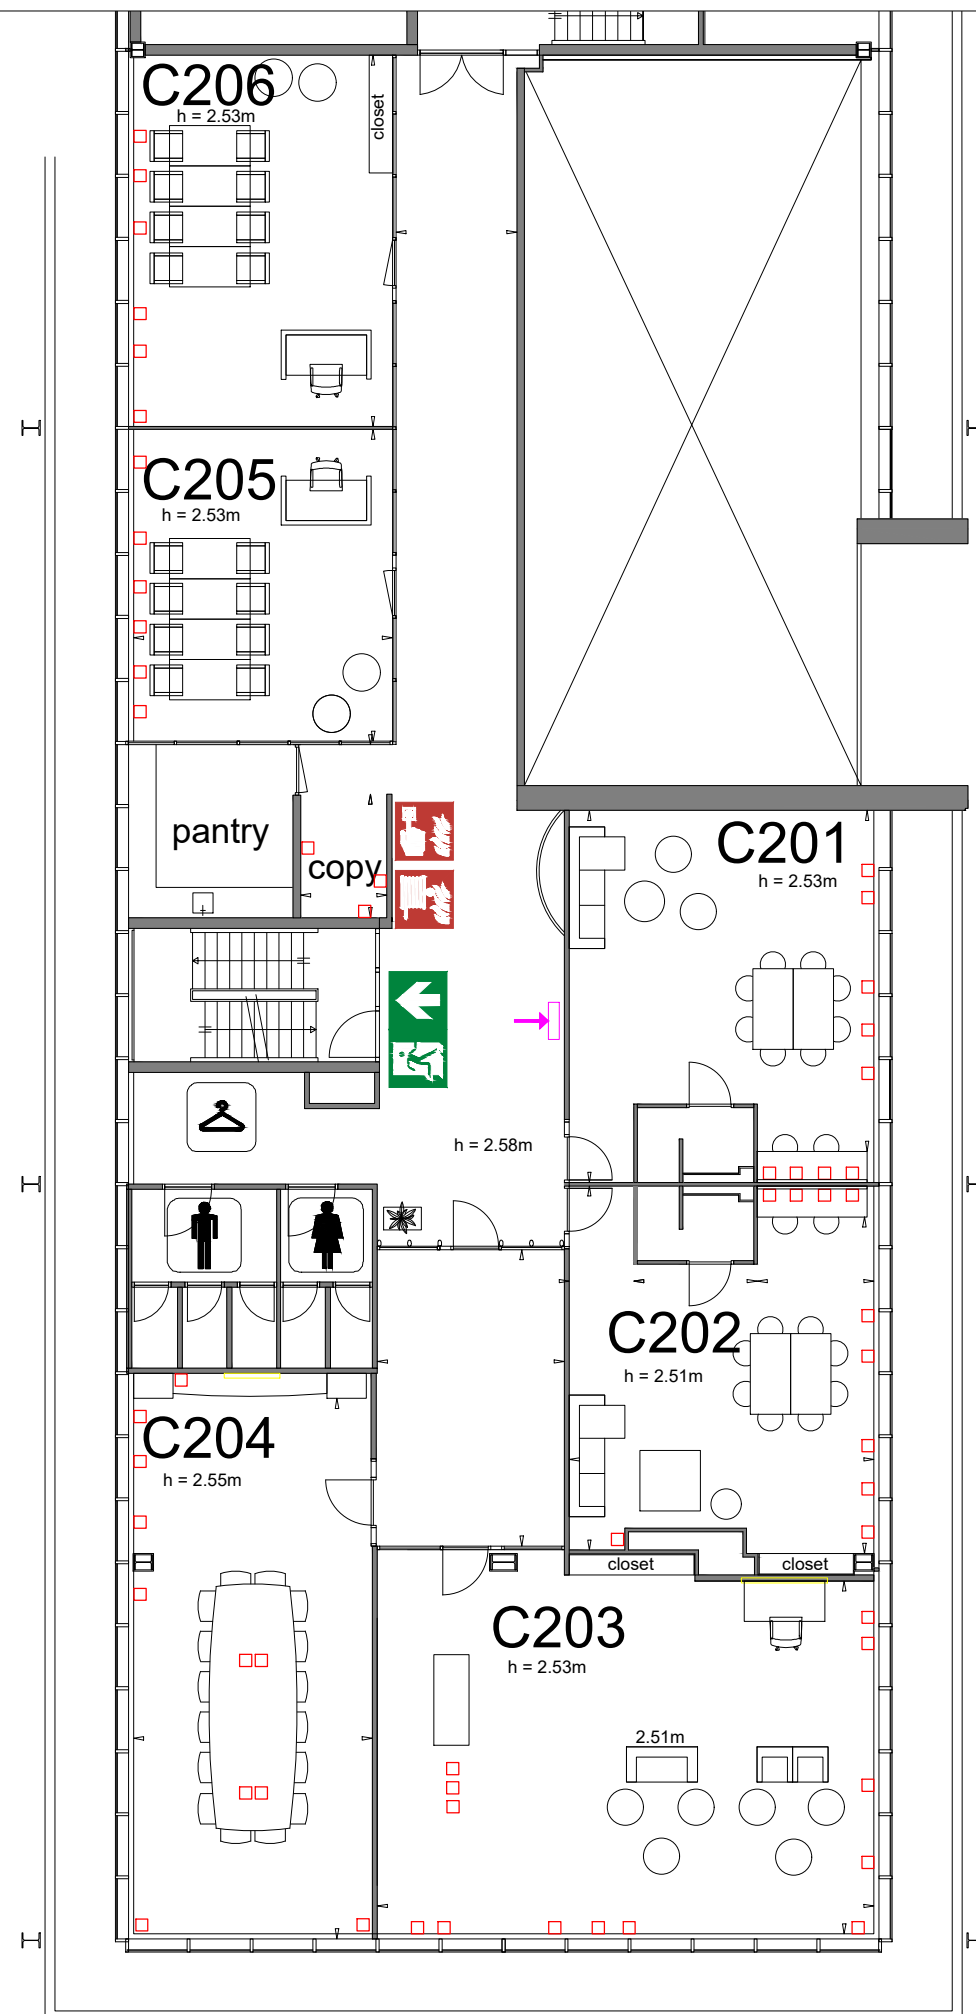 C206
h = 2.53m
closet
C205
h = 2.53m
pantry
copy
C201
h = 2.53m
h = 2.58m
C202
h = 2.51m
C204
h = 2.55m
closet
closet
C203
h = 2.53m
2.51m